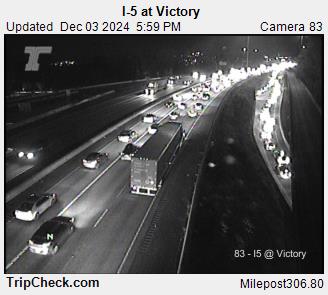 I-5 at Victory
Updated Dec 03 2024 5:59 PM Camera 83
T
N
83 - I5 @ Victory
TripCheck.com Milepost306.80